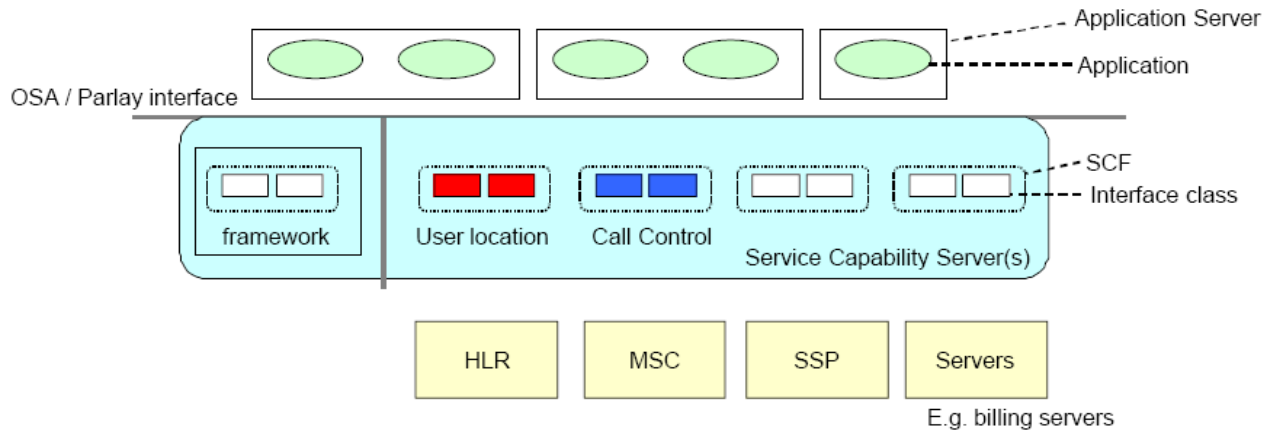 Application Server
Application
OSA / Parlay interface
SCF
Interface class
framework
User location
Call Control
Service Capability Server(s)
HLR
MSC
SSP
Servers
E.g. billing servers